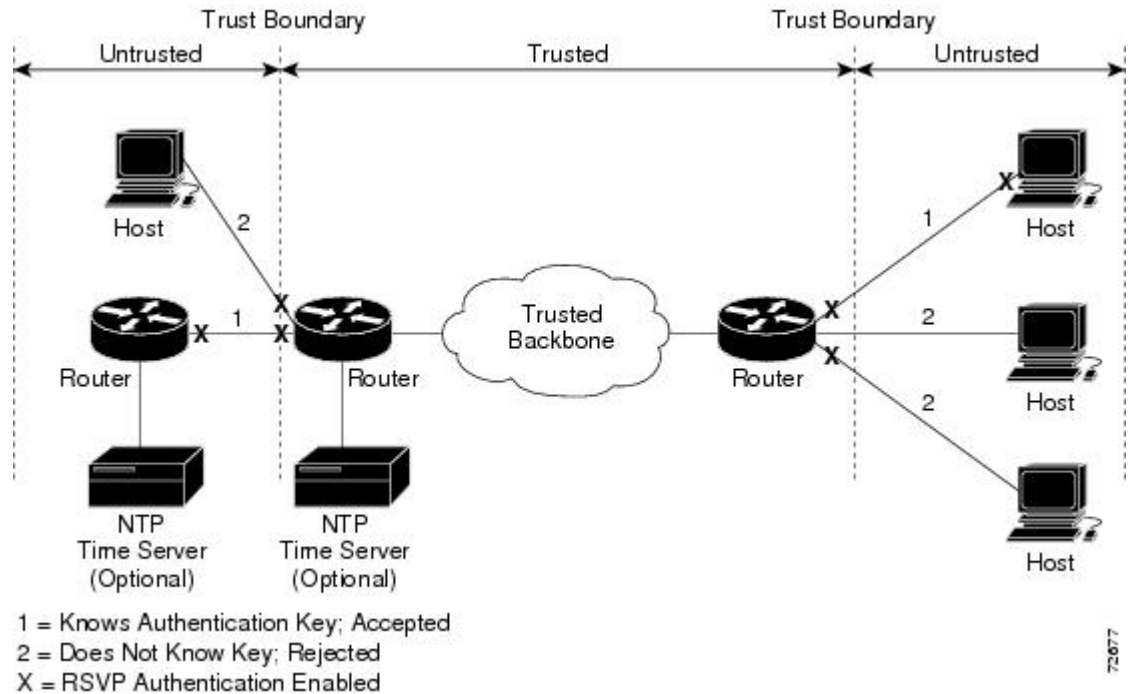 Trust Boundary
Trust Boundary
Untrusted
Trusted
Untrusted
Host
2
1
Host
Router
1
Router
Trusted
Backbone
Router
2
Host
2
Host
NTP
Time Server
(Optional)
NTP
Time Server
(Optional)
X
X
X
X
X
X
1 = Knows Authentication Key; Accepted
2 = Does Not Know Key; Rejected
X = RSVP Authentication Enabled
72677